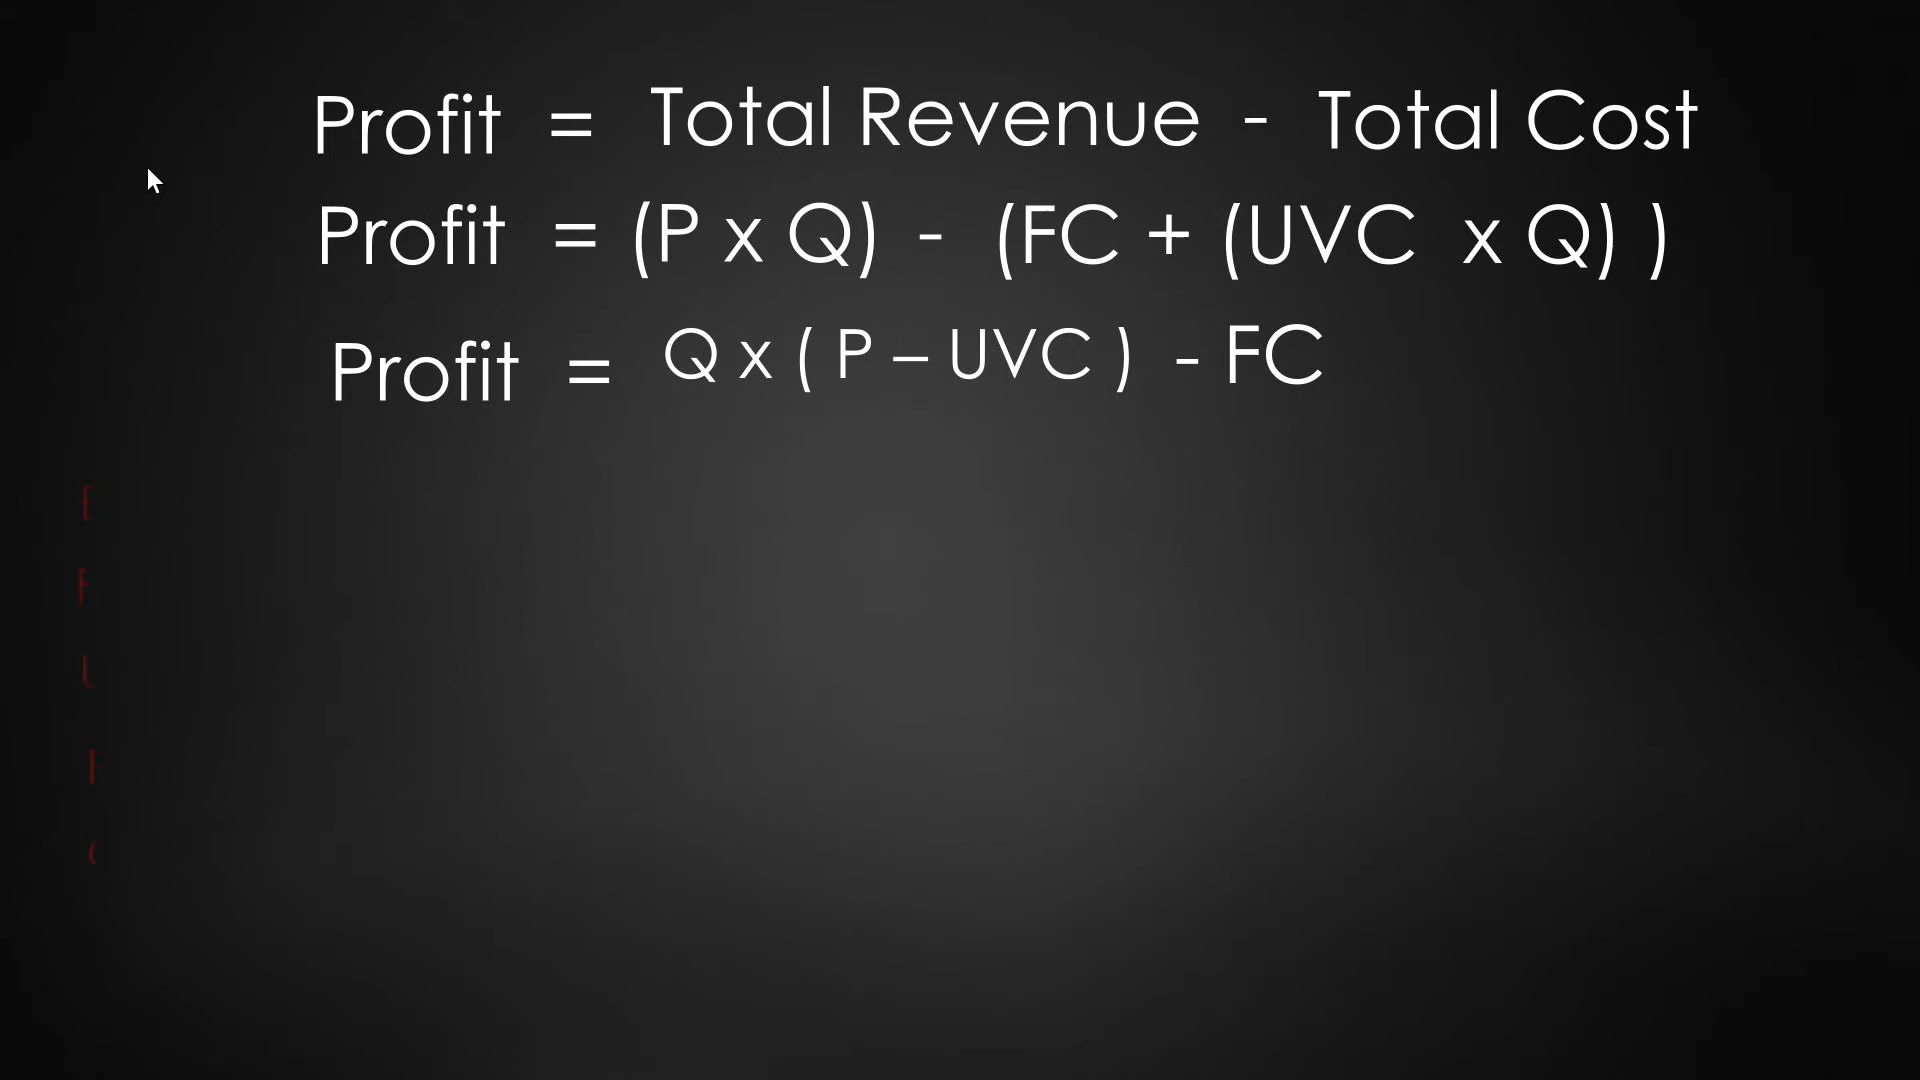 Profit = Total Revenue - Total Cost
Profit = (P x Q) - (FC + (UVC x Q) )
Profit = Q x ( P – UVC ) - FC